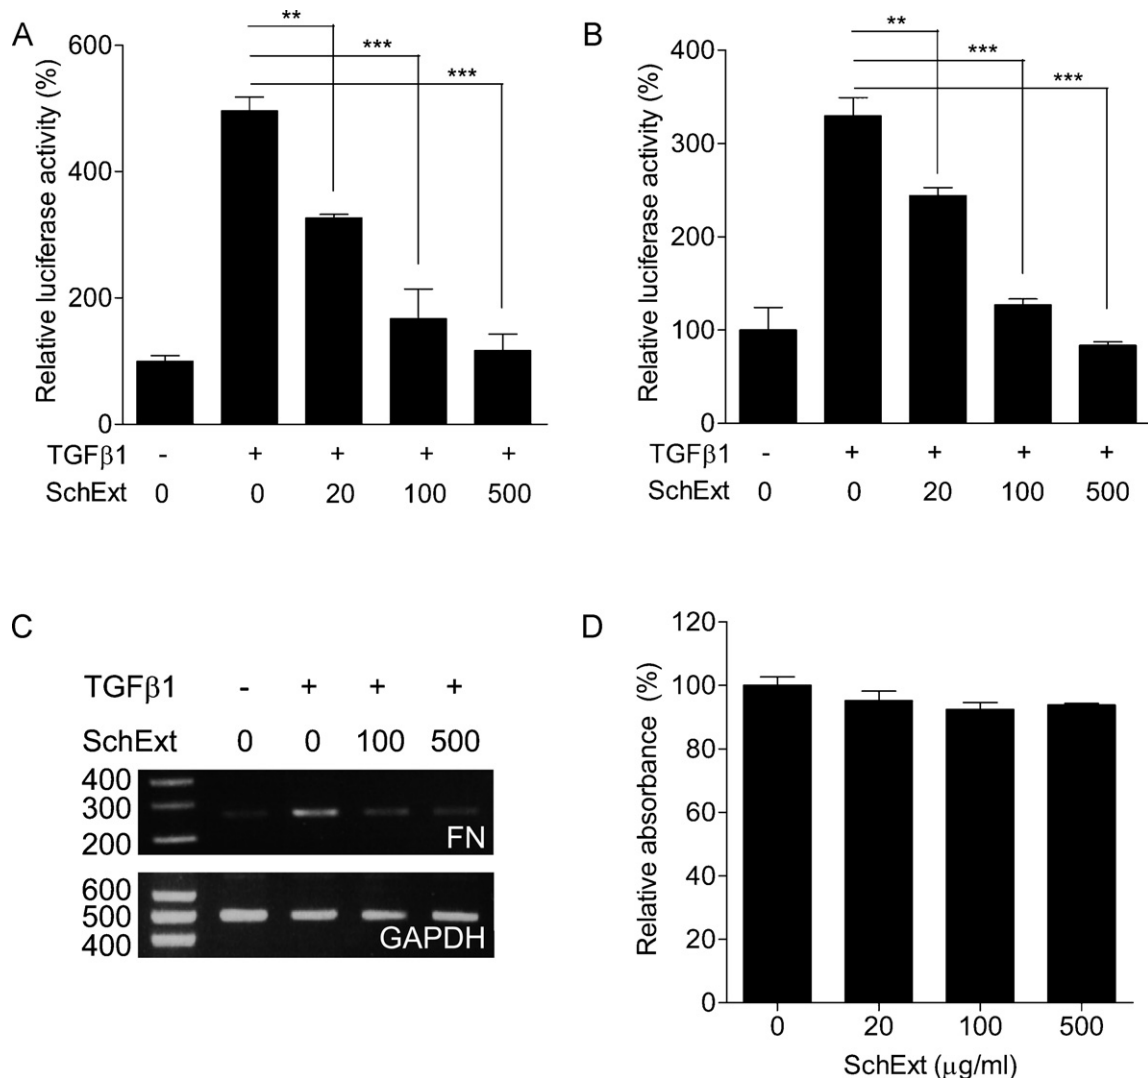 A
Relative luciferase activity (%)
600
400
200
0
**
***
***
TGFβ1 - + + + +
SchExt 0 0 20 100 500
B
Relative luciferase activity (%)
400
300
200
100
0
**
***
***
TGFβ1 - + + + +
SchExt 0 0 20 100 500
C
TGFβ1 - + + +
SchExt 0 0 100 500
400
300
200
FN
600
500
400
GAPDH
D
Relative absorbance (%)
120
100
80
60
40
20
0
0 20 100 500
SchExt (μg/ml)